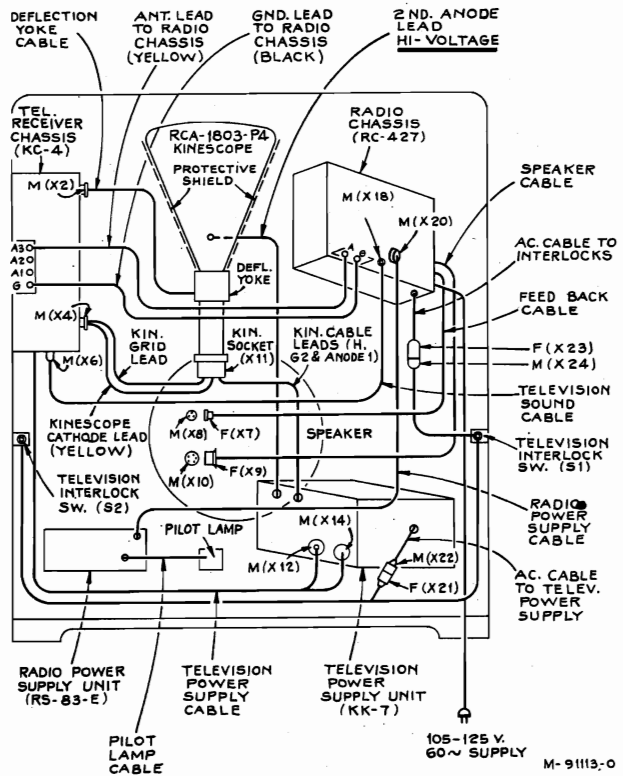 DEFLECTION
YOKE
CABLE
ANT. LEAD
TO RADIO
CHASSIS
(YELLOW)
GND. LEAD
TO RADIO
CHASSIS
(BLACK)
2ND. ANODE
LEAD
HI-VOLTAGE
TEL.
RECEIVER
CHASSIS
(KC-4)
RCA-1803-P4
KINESCOPE
PROTECTIVE
SHIELD
RADIO
CHASSIS
(RC-427)
M(X2)
M(X18)
M(X20)
SPEAKER
CABLE
A3
A2
A1
G
A
G
AC. CABLE TO
INTERLOCKS
DEFL.
YOKE
FEED BACK
CABLE
M(X4)
M(X6)
KIN.
GRID
LEAD
KIN.
SOCKET
(X11)
KIN. CABLE
LEADS (H,
G2 & ANODE 1)
F(X23)
M(X24)
TELEVISION
SOUND
CABLE
KINESCOPE
CATHODE LEAD
(YELLOW)
M(X8)
F(X7)
SPEAKER
M(X10)
F(X9)
TELEVISION
INTERLOCK
SW. (S2)
TELEVISION
INTERLOCK
SW. (S1)
PILOT LAMP
M(X14)
M(X12)
RADIO
POWER
SUPPLY
CABLE
M(X22)
F(X21)
AC. CABLE
TO TELEV.
POWER
SUPPLY
RADIO POWER
SUPPLY UNIT
(RS-83-E)
TELEVISION
POWER
SUPPLY
CABLE
TELEVISION
POWER
SUPPLY UNIT
(KK-7)
PILOT
LAMP
CABLE
105-125 V.
60~ SUPPLY
M-91113-0